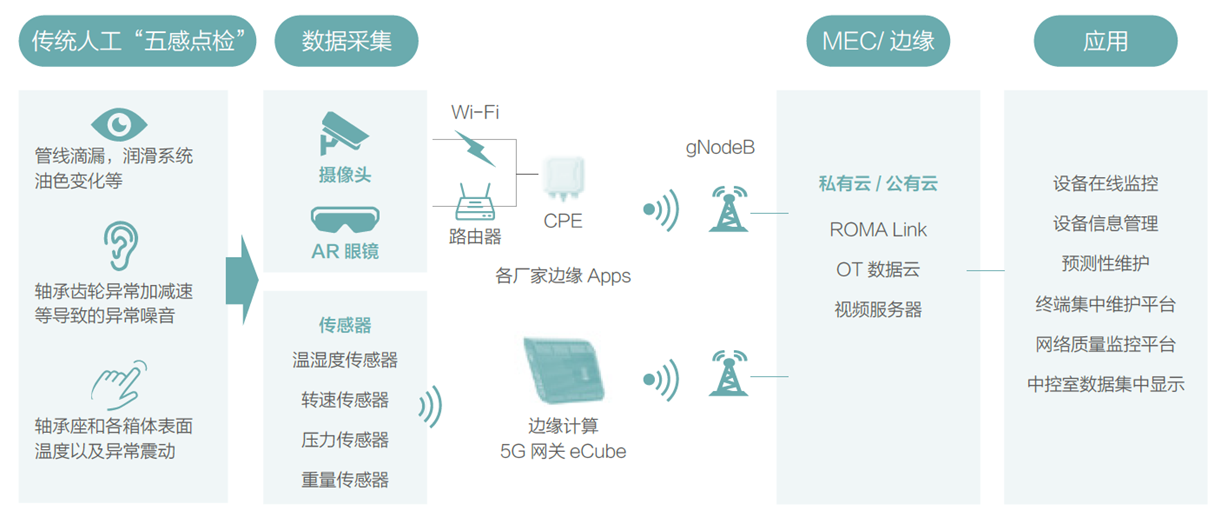 传统人工“五感点检”
数据采集
MEC/ 边缘
应用
管线滴漏，润滑系统
油色变化等
轴承齿轮异常加减速
等导致的异常噪音
轴承座和各箱体表面
温度以及异常震动
摄像头
AR 眼镜
传感器
温湿度传感器
转速传感器
压力传感器
重量传感器
Wi-Fi
路由器
CPE
各厂家边缘 Apps
边缘计算
5G 网关 eCube
gNodeB
私有云 / 公有云
ROMA Link
OT 数据云
视频服务器
设备在线监控
设备信息管理
预测性维护
终端集中维护平台
网络质量监控平台
中控室数据集中显示